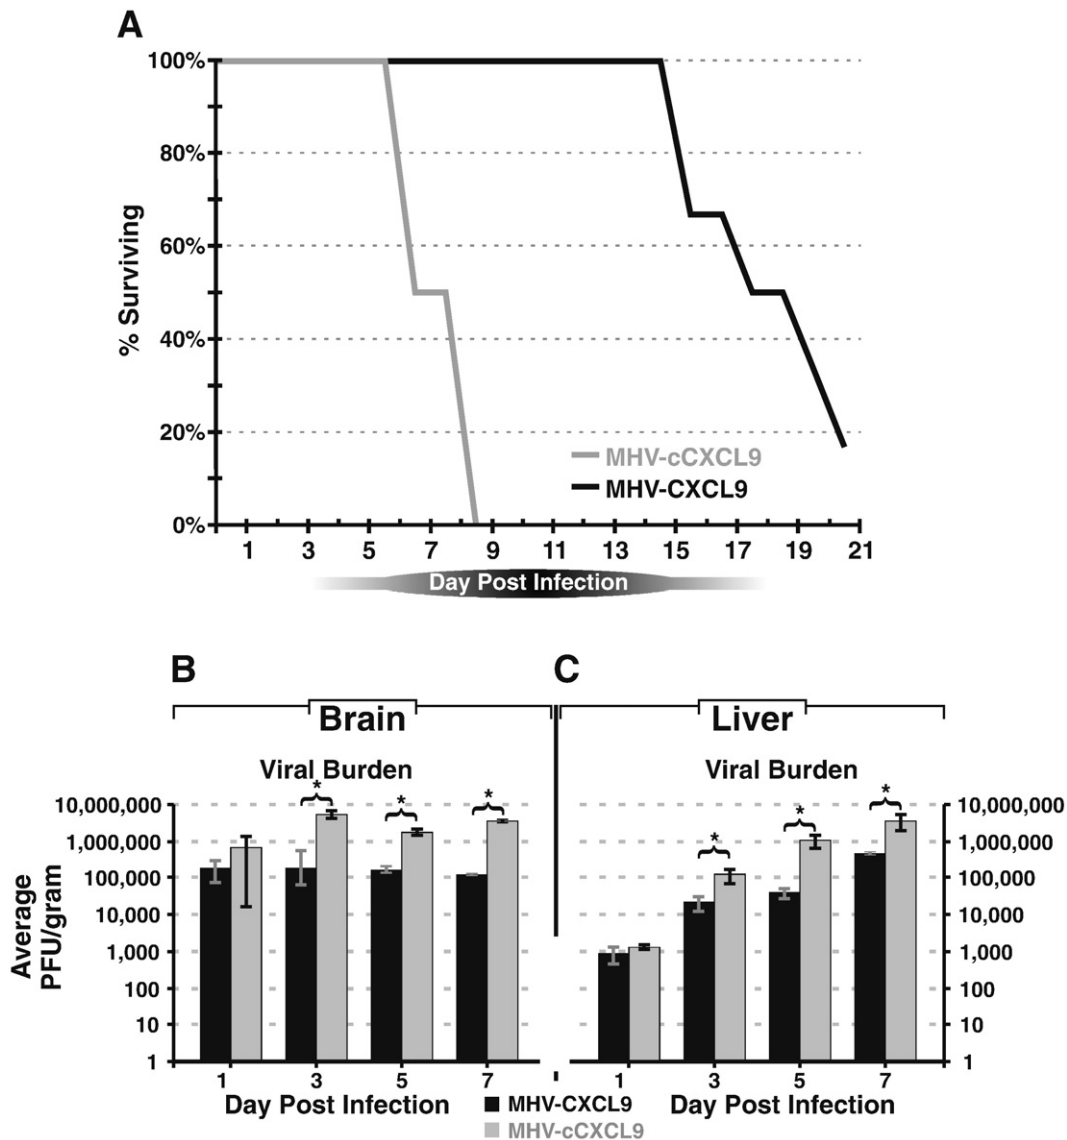 A
100%
80%
60%
40%
20%
0%
% Surviving
MHV-cCXCL9
MHV-CXCL9
1 3 5 7 9 11 13 15 17 19 21
Day Post Infection
B
C
Brain
Liver
Viral Burden
Viral Burden
* * *
* * *
Average
PFU/gram
10,000,000
1,000,000
100,000
10,000
1,000
100
10
1
10,000,000
1,000,000
100,000
10,000
1,000
100
10
1
1 3 5 7
1 3 5 7
Day Post Infection
MHV-CXCL9
MHV-cCXCL9
Day Post Infection